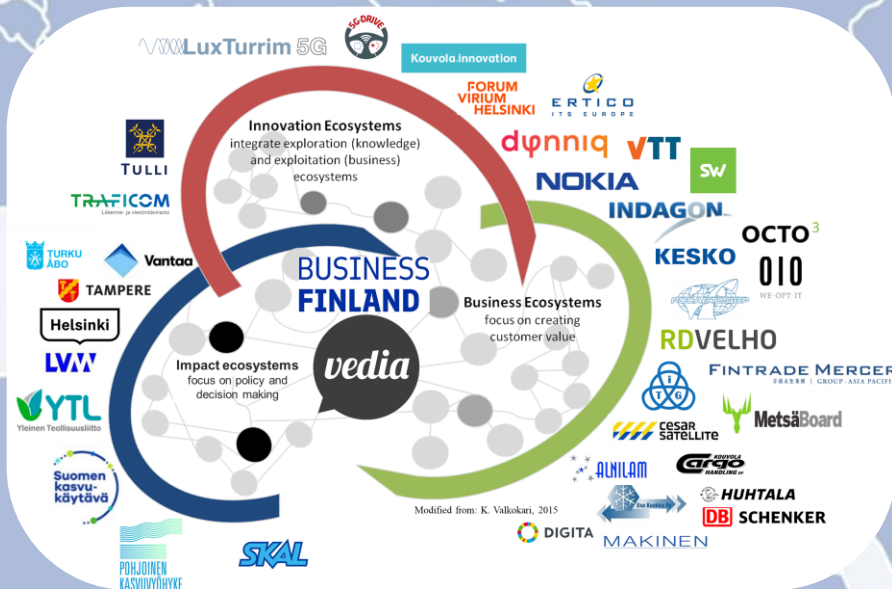 LuxTurrim 5G
5G-DRIVE
Kouvola innovation
FORUM
VIRIUM
HELSINKI
ERTICO
ITS EUROPE
Innovation Ecosystems
integrate exploration (knowledge)
and exploitation (business)
ecosystems
TULLI
dynniq
VTT
NOKIA
SW
TRAFICOM
Liikenne- ja viestintävirasto
INDAGON
OCTO3
KESKO
OIO
WE·OPT·IT
TURKU
ÅBO
Vantaa
TAMPERE
BUSINESS
FINLAND
Business Ecosystems
focus on creating
customer value
Helsinki
RDVELHO
LVM
Impact ecosystems
focus on policy and
decision making
vedia
FINTRADE MERCER
GROUP - ASIA PACIFIC
iTG
YTL
Yleinen Teollisuusliitto
CESAR
SATELLITE
MetsäBoard
Suomen
kasvu-
käytävä
ALNILAM
KOUVOLA
Cargo
HANDLING OY
HUHTALA
DB SCHENKER
Modified from: K. Valkokari, 2015
DIGITA
MAKINEN
SKAL
POHJOINEN
KASVUVYÖHYKE